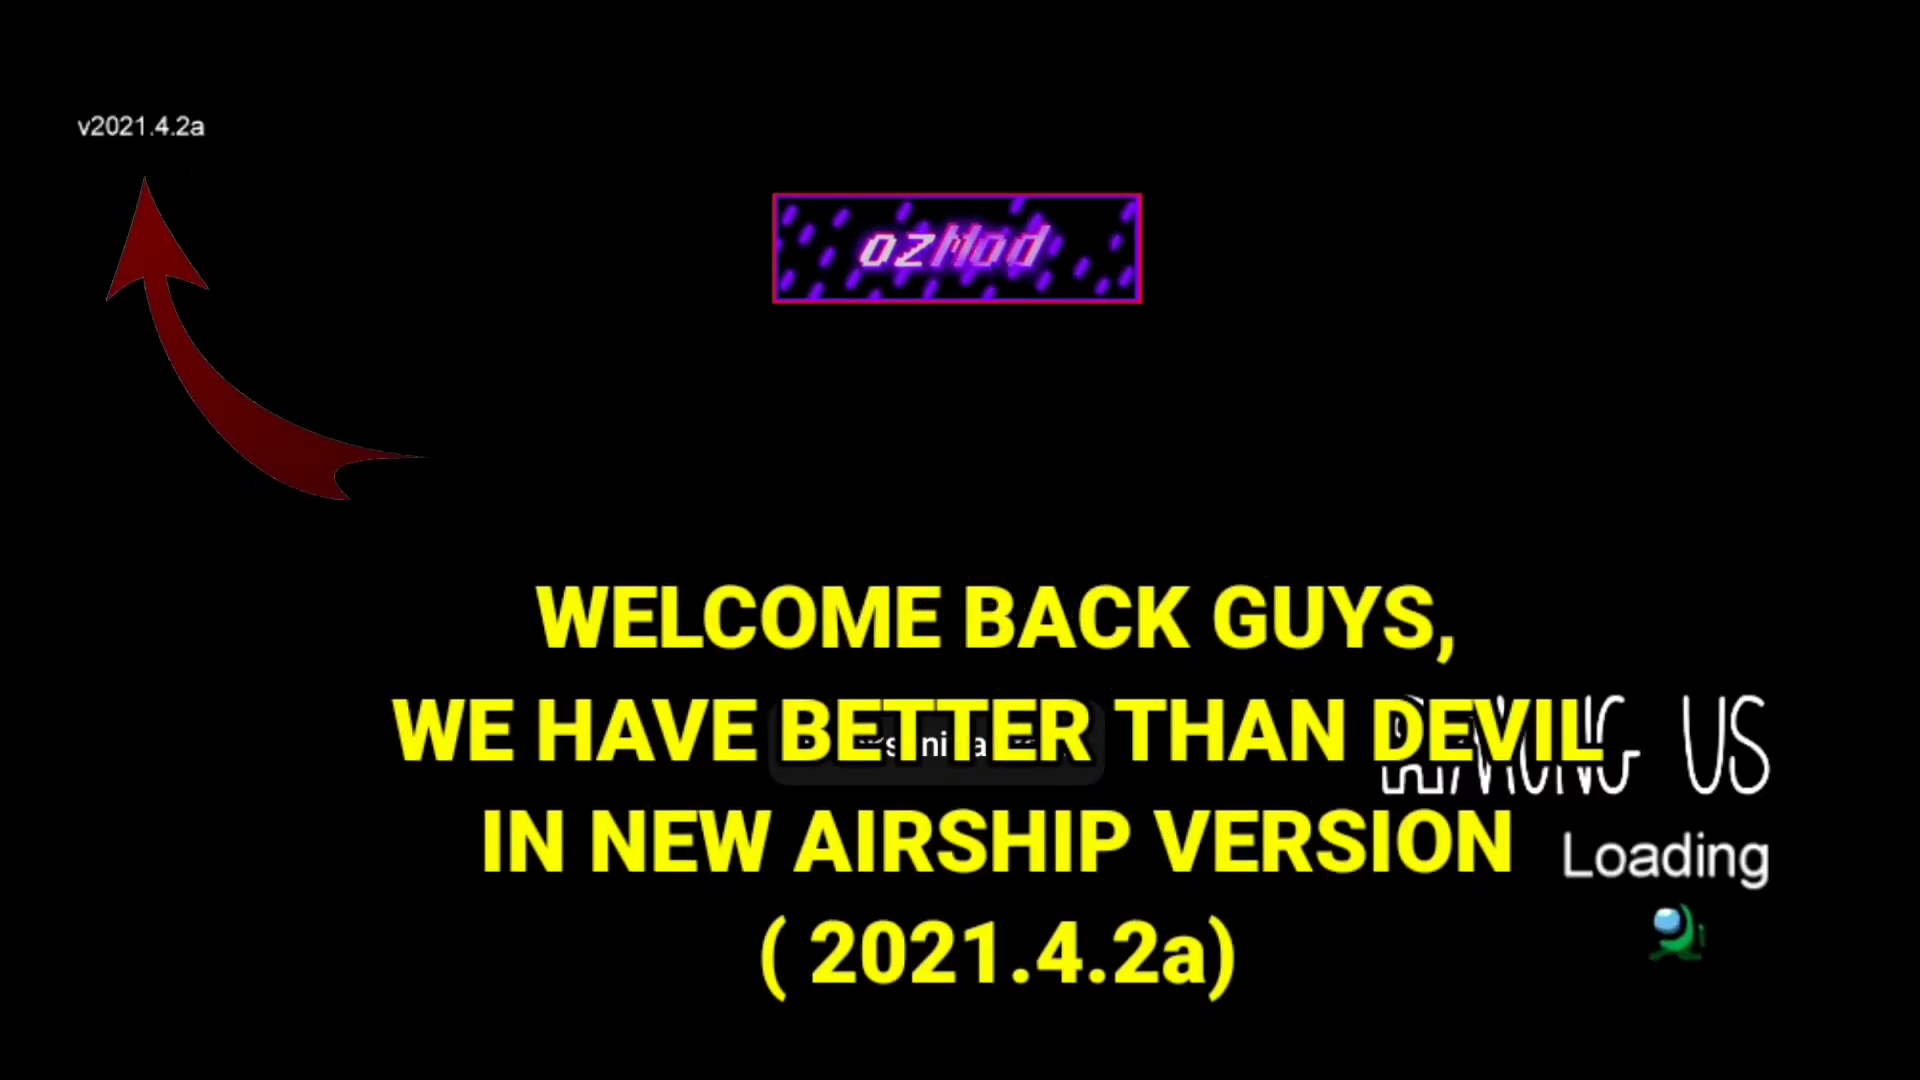 v2021.4.2a
ozMod
WELCOME BACK GUYS,
WE HAVE BETTER THAN DEVIL
IN NEW AIRSHIP VERSION
( 2021.4.2a)
AMONG US
Loading